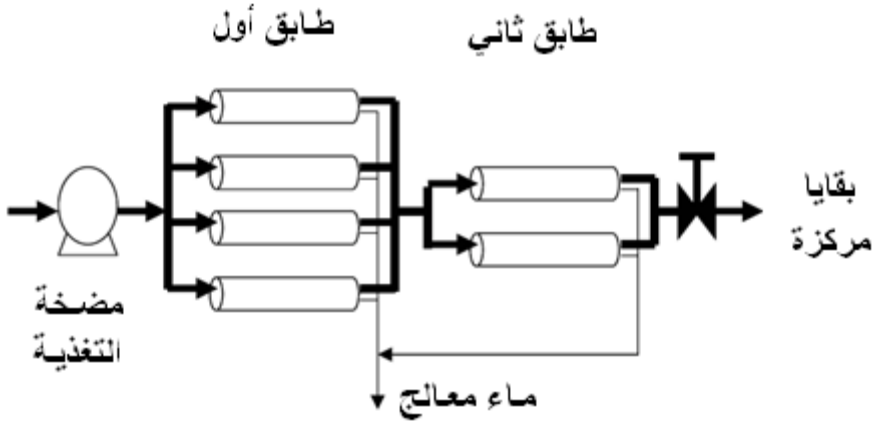 طابق أول
طابق ثاني
مضخة
التغذية
بقايا
مركزة
ماء معالج